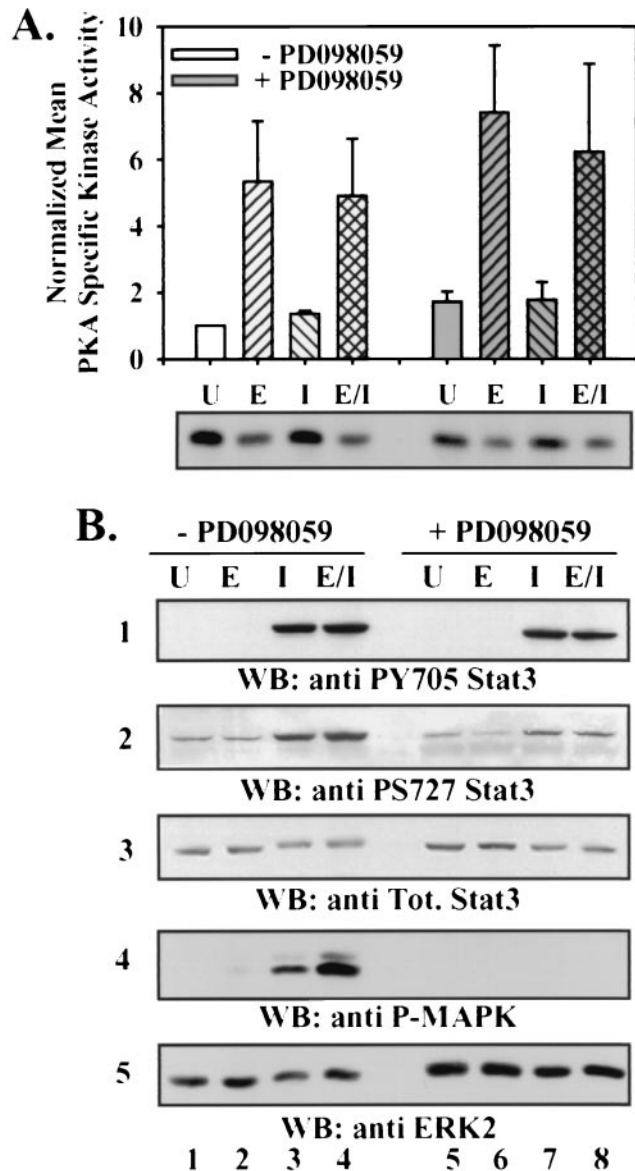 A.
Normalized Mean
PKA Specific Kinase Activity
10
8
6
4
2
0
- PD098059
+ PD098059
U E I E/I U E I E/I
B.
- PD098059 + PD098059
U E I E/I U E I E/I
1
WB: anti PY705 Stat3
2
WB: anti PS727 Stat3
3
WB: anti Tot. Stat3
4
WB: anti P-MAPK
5
WB: anti ERK2
1 2 3 4 5 6 7 8